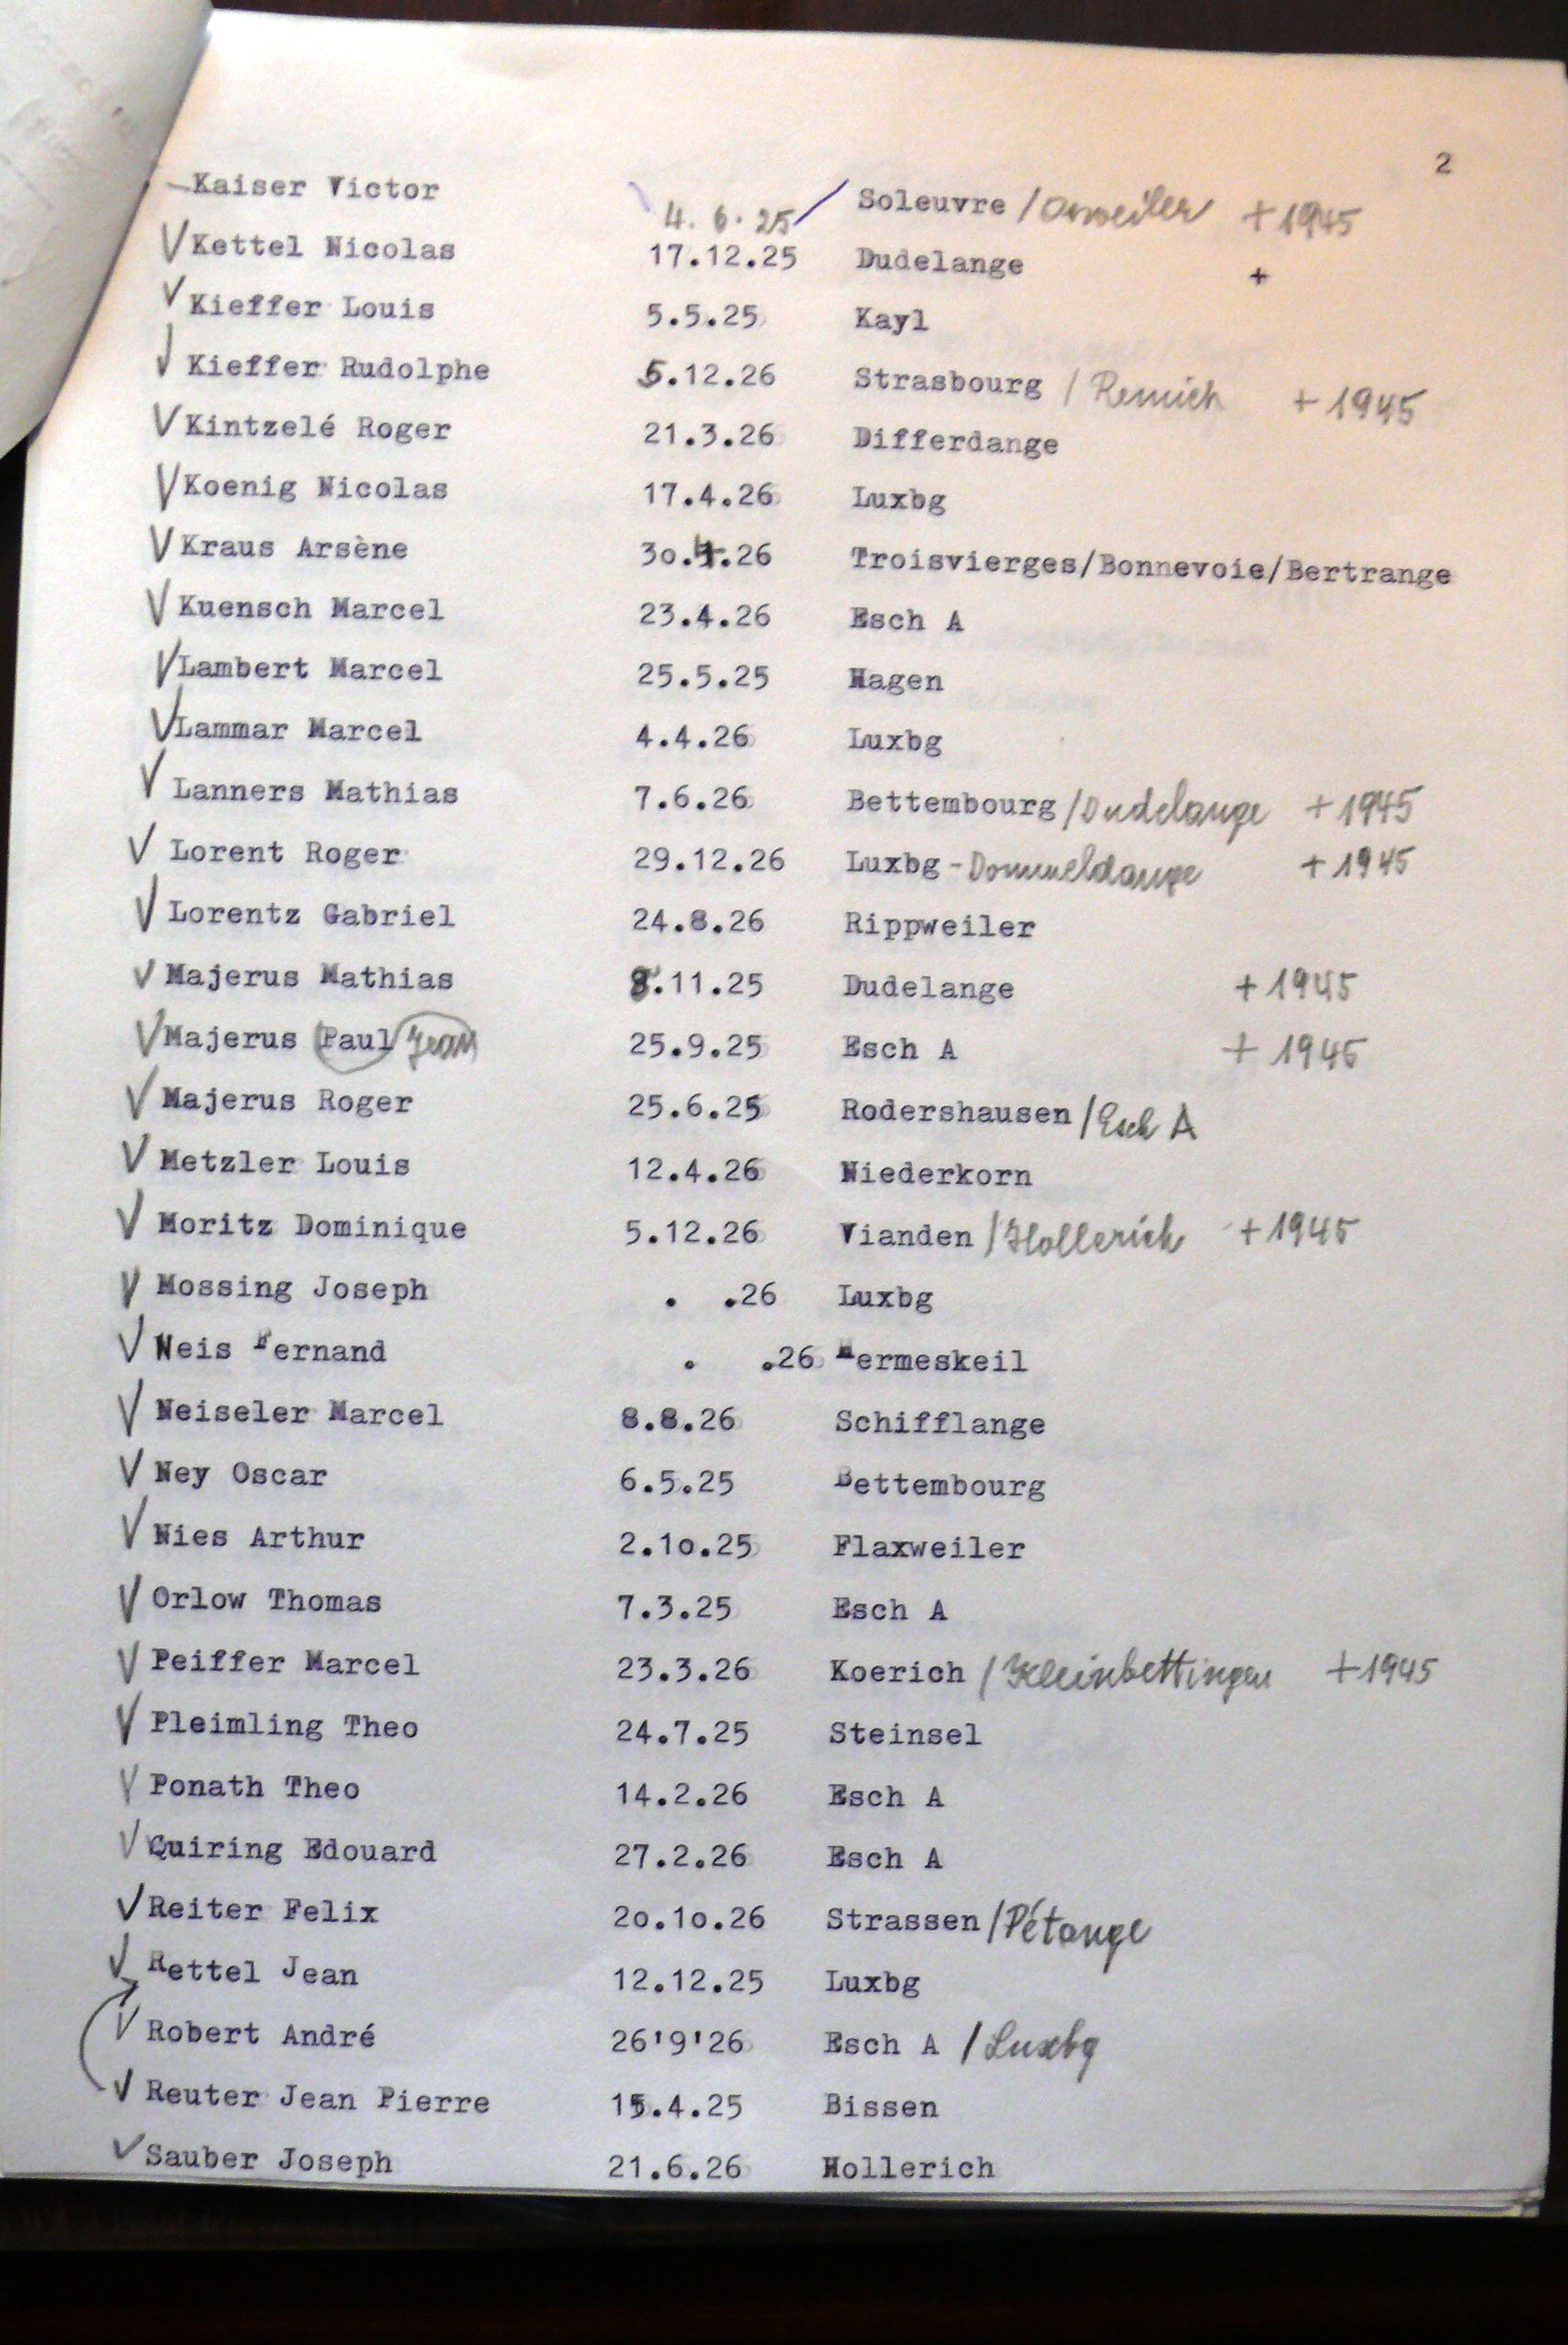 2
Kaiser Victor 4. 6. 25 Soleuvre / +1945
✓ Kettel Nicolas 17.12.25 Dudelange +
✓ Kieffer Louis 5.5.25 Kayl
✓ Kieffer Rudolphe 5.12.26 Strasbourg / Remich +1945
✓ Kintzelé Roger 21.3.26 Differdange
✓ Koenig Nicolas 17.4.26 Luxbg
✓ Kraus Arsène 3o.4.26 Troisvierges/Bonnevoie/Bertrange
✓ Kuensch Marcel 23.4.26 Esch A
✓ Lambert Marcel 25.5.25 Hagen
✓ Lammar Marcel 4.4.26 Luxbg
✓ Lanners Mathias 7.6.26 Bettembourg /Dudelange +1945
✓ Lorent Roger 29.12.26 Luxbg - Dommeldange +1945
✓ Lorentz Gabriel 24.8.26 Rippweiler
✓ Majerus Mathias 8.11.25 Dudelange +1945
✓ Majerus Paul Jean 25.9.25 Esch A +1945
✓ Majerus Roger 25.6.25 Rodershausen /Esch A
✓ Metzler Louis 12.4.26 Niederkorn
✓ Moritz Dominique 5.12.26 Vianden /Hollerich +1945
✓ Mossing Joseph . .26 Luxbg
✓ Neis Fernand . .26 Hermeskeil
✓ Neiseler Marcel 8.8.26 Schifflange
✓ Ney Oscar 6.5.25 Bettembourg
✓ Nies Arthur 2.1o.25 Flaxweiler
✓ Orlow Thomas 7.3.25 Esch A
✓ Peiffer Marcel 23.3.26 Koerich /Kleinbettingen +1945
✓ Pleimling Theo 24.7.25 Steinsel
✓ Ponath Theo 14.2.26 Esch A
✓ Quiring Edouard 27.2.26 Esch A
✓ Reiter Felix 2o.1o.26 Strassen /Pétange
✓ Rettel Jean 12.12.25 Luxbg
✓ Robert André 26'9'26 Esch A / Luxbg
✓ Reuter Jean Pierre 15.4.25 Bissen
✓ Sauber Joseph 21.6.26 Hollerich